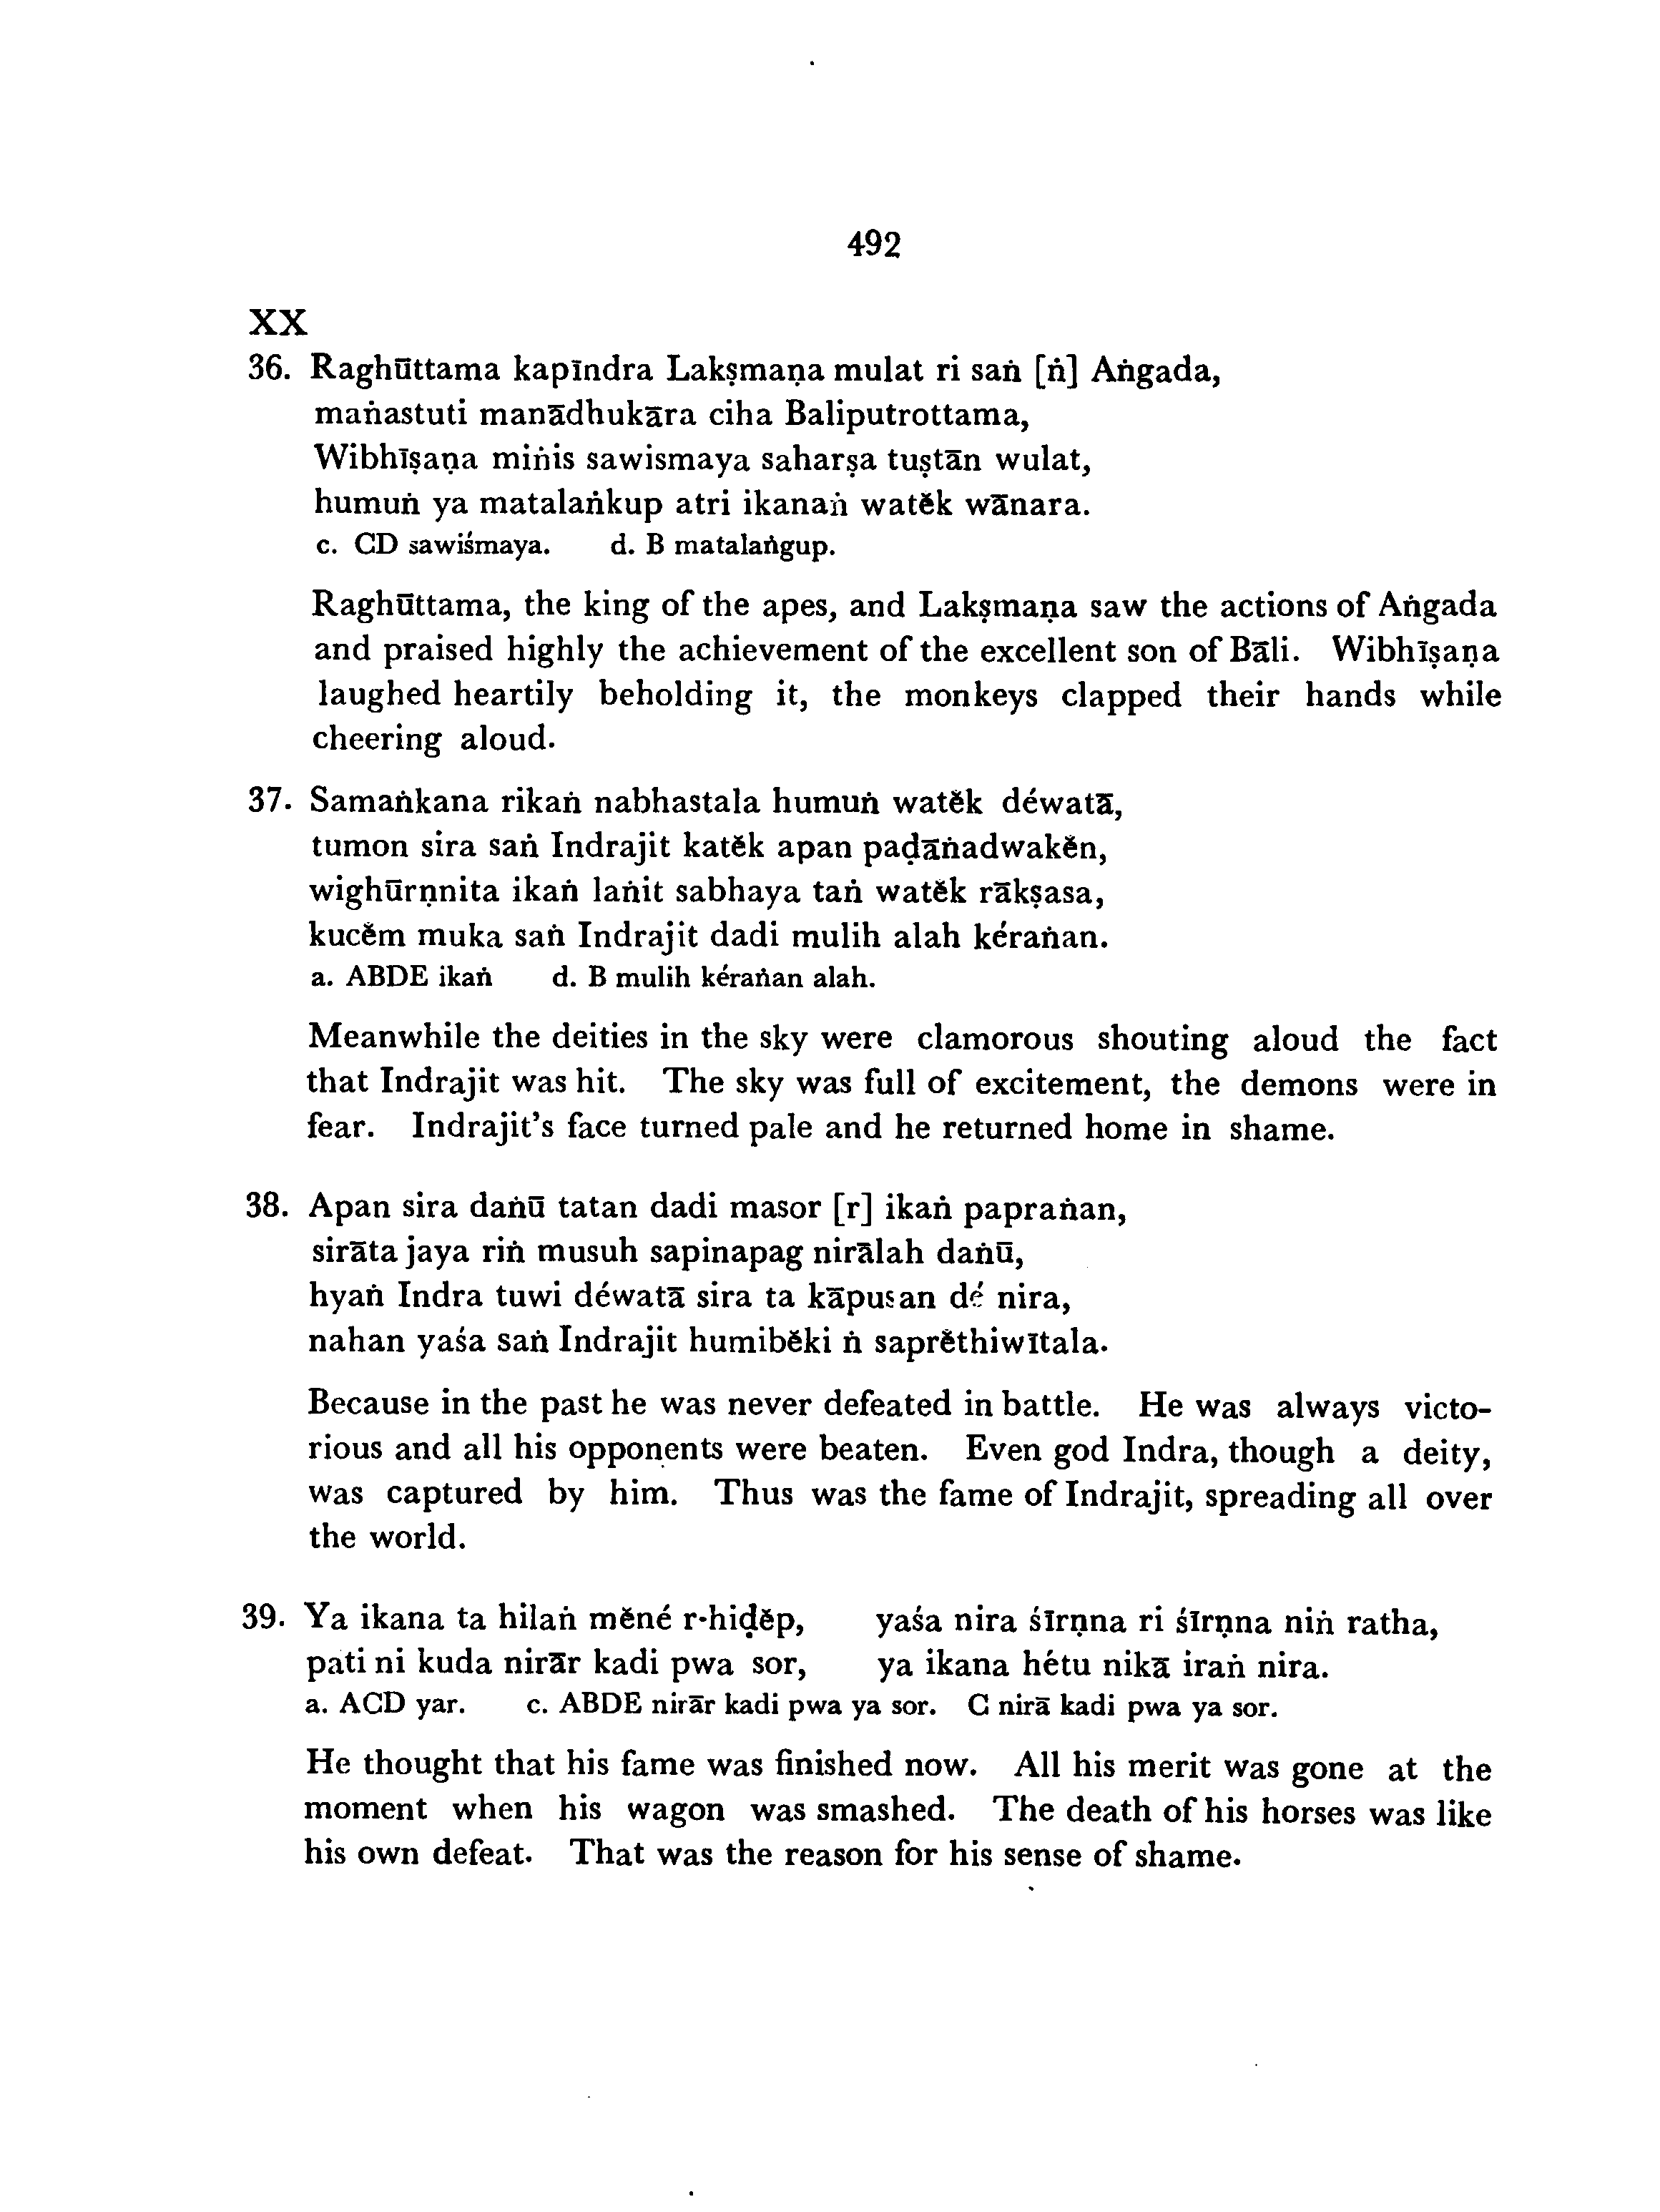 492
XX
36. Raghūttama kapīndra Lakṣmaṇa mulat ri saṅ [ṅ] Aṅgada,
maṅastuti manādhukāra ciha Baliputrottama,
Wibhīṣaṇa miṅis sawismaya saharṣa tuṣtān wulat,
humuṅ ya matalaṅkup atri ikanaṅ watĕk wānara.
c. CD sawiśmaya. d. B matalaṅgup.
Raghūttama, the king of the apes, and Lakṣmaṇa saw the actions of Aṅgada
and praised highly the achievement of the excellent son of Bāli. Wibhīṣaṇa
laughed heartily beholding it, the monkeys clapped their hands while
cheering aloud.
37. Samaṅkana rikaṅ nabhastala humuṅ watĕk déwatā,
tumon sira saṅ Indrajit katĕk apan paḍāṅadwakĕn,
wighūrṇnita ikaṅ laṅit sabhaya taṅ watĕk rākṣasa,
kucĕm muka saṅ Indrajit dadi mulih alah kéraṅan.
a. ABDE ikaṅ d. B mulih kéraṅan alah.
Meanwhile the deities in the sky were clamorous shouting aloud the fact
that Indrajit was hit. The sky was full of excitement, the demons were in
fear. Indrajit's face turned pale and he returned home in shame.
38. Apan sira daṅū tatan dadi masor [r] ikaṅ papraṅan,
sirāta jaya riṅ musuh sapinapag nirālah daṅū,
hyaṅ Indra tuwi déwatā sira ta kāpusan dé nira,
nahan yaśa saṅ Indrajit humibĕki ṅ saprĕthiwītala.
Because in the past he was never defeated in battle. He was always victo-
rious and all his opponents were beaten. Even god Indra, though a deity,
was captured by him. Thus was the fame of Indrajit, spreading all over
the world.
39. Ya ikana ta hilaṅ mĕné r-hiḍĕp, yaśa nira śīrṇna ri śīrṇna niṅ ratha,
pati ni kuda nirār kadi pwa sor, ya ikana hétu nikā iraṅ nira.
a. ACD yar. c. ABDE nirār kadi pwa ya sor. C nirā kadi pwa ya sor.
He thought that his fame was finished now. All his merit was gone at the
moment when his wagon was smashed. The death of his horses was like
his own defeat. That was the reason for his sense of shame.